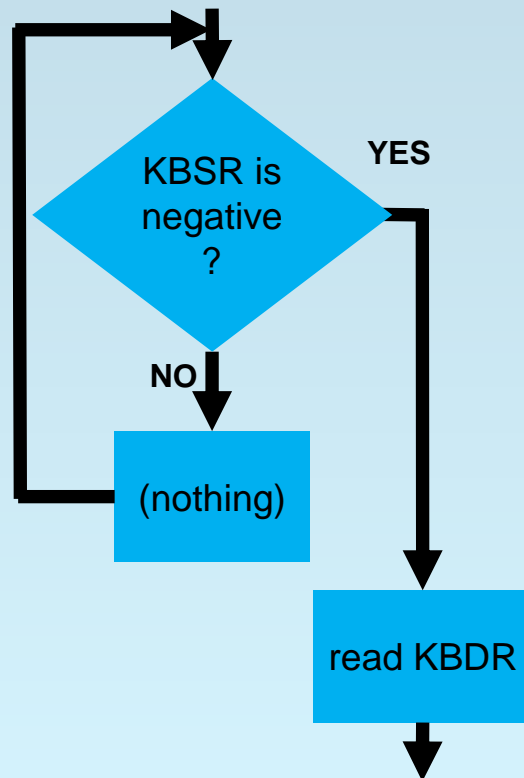 KBSR is
negative
?
YES
NO
(nothing)
read KBDR